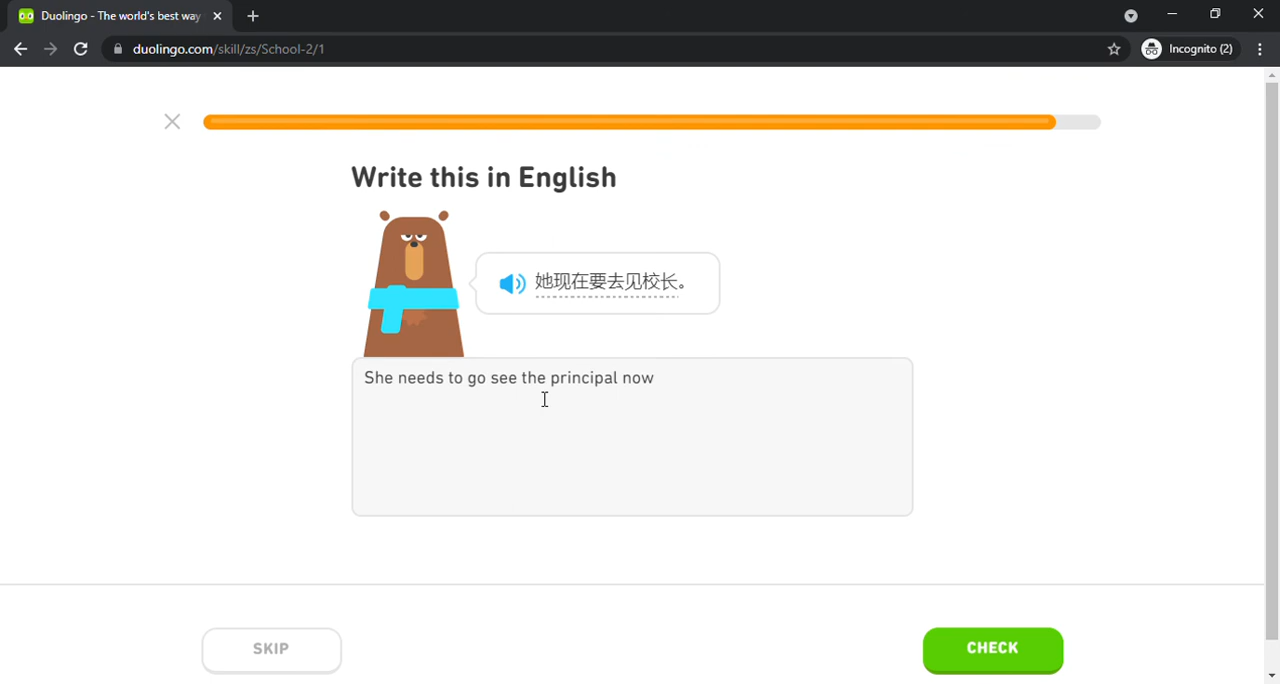 Duolingo - The world's best way
duolingo.com/skill/zs/School-2/1
Incognito (2)
Write this in English
她现在要去见校长。
She needs to go see the principal now
SKIP
CHECK